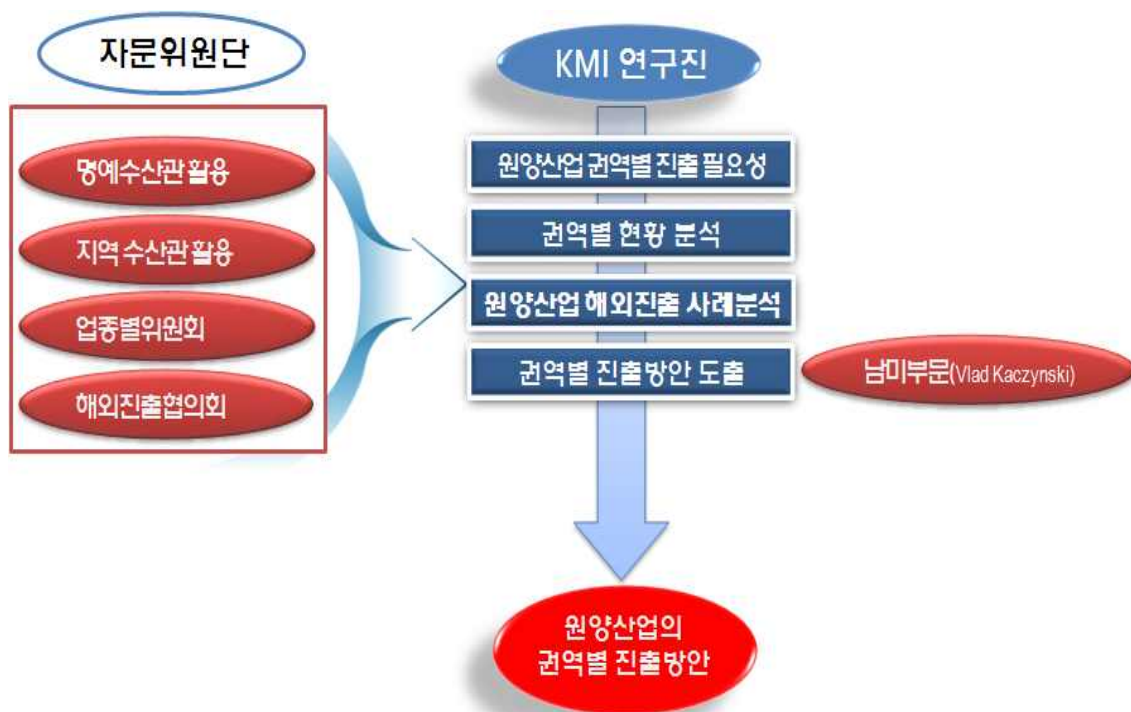 자문위원단
명예수산관 활용
지역 수산관 활용
업종별위원회
해외진출협의회
KMI 연구진
원양산업 권역별 진출 필요성
권역별 현황 분석
원양산업 해외진출 사례분석
권역별 진출방안 도출
남미부문(Vlad Kaczynski)
원양산업의
권역별 진출방안